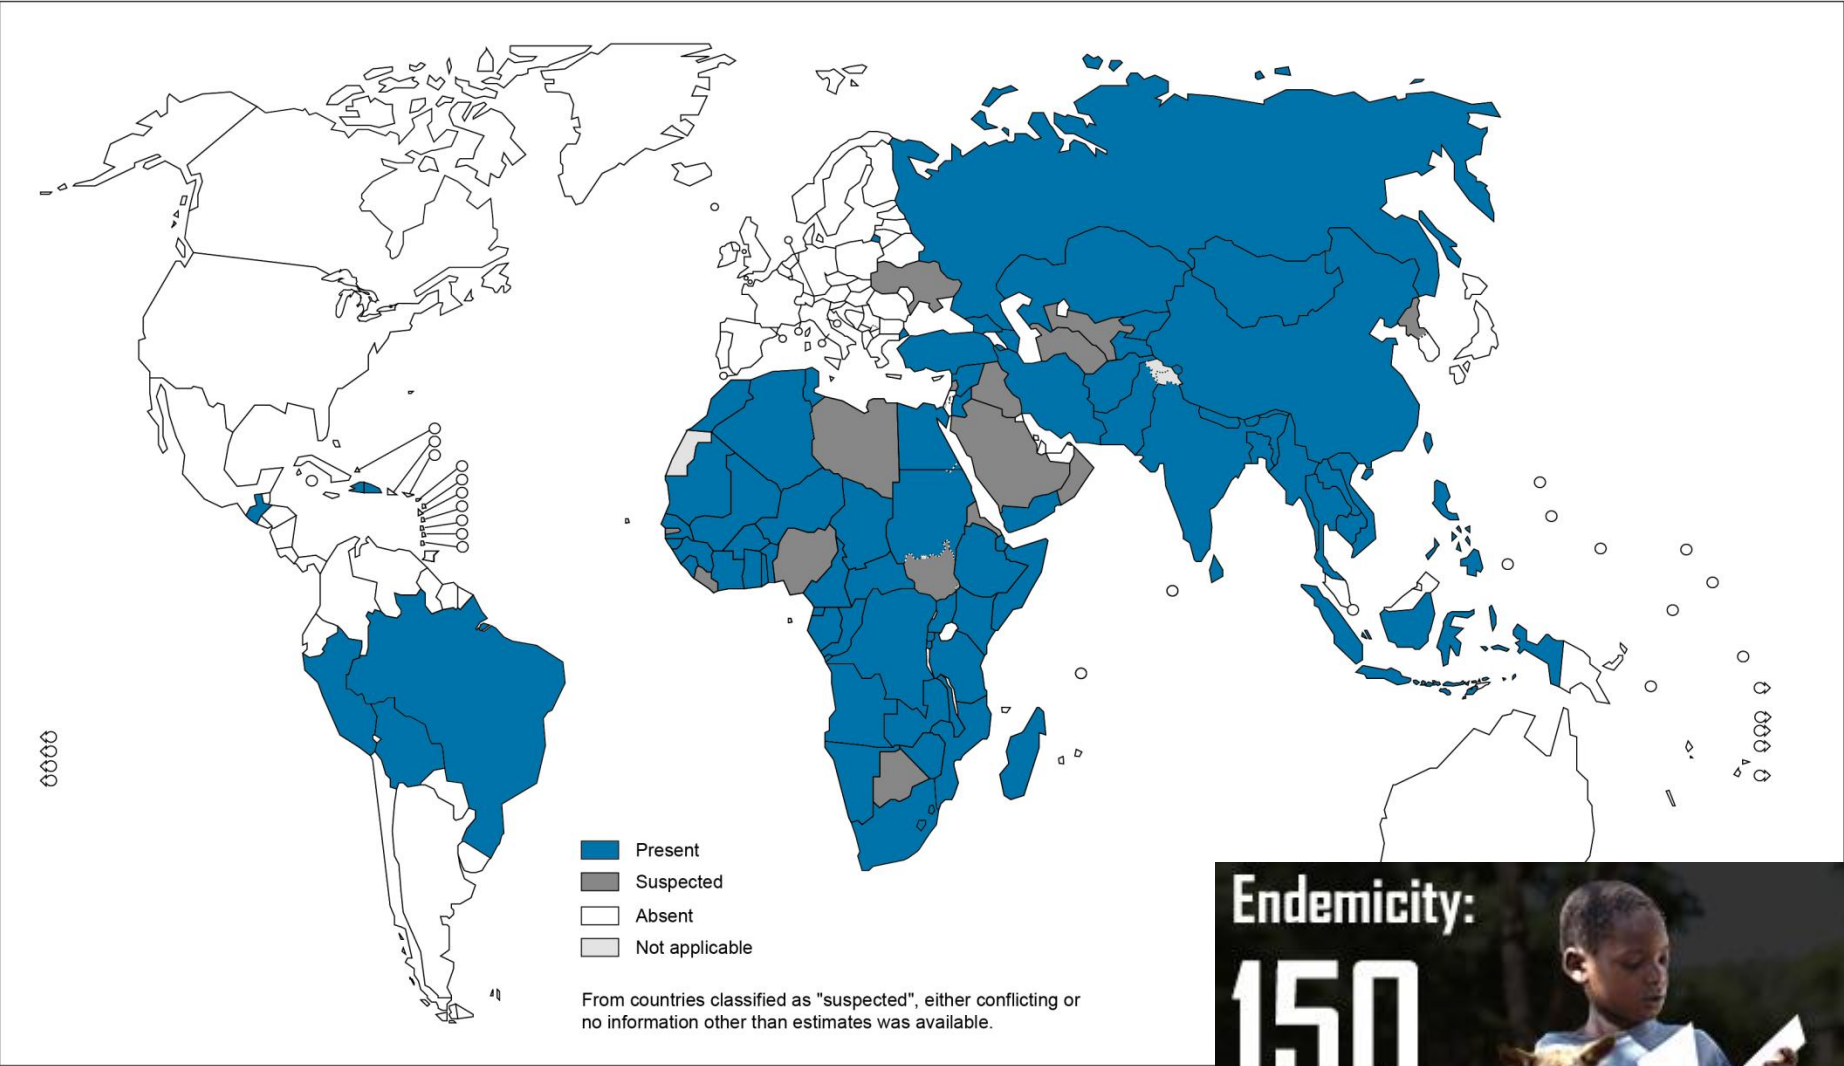 Present
Suspected
Absent
Not applicable
From countries classified as "suspected", either conflicting or
no information other than estimates was available.
Endemicity:
150